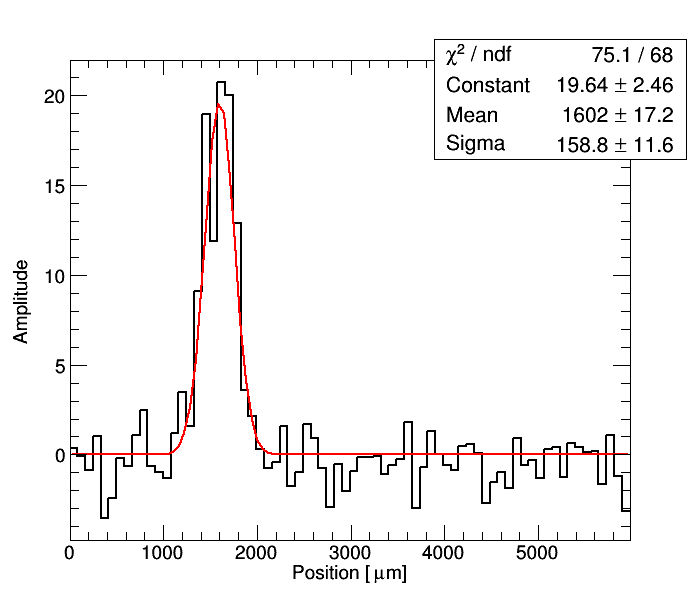 χ² / ndf 75.1 / 68
Constant 19.64 ± 2.46
Mean 1602 ± 17.2
Sigma 158.8 ± 11.6
20
15
10
5
0
Amplitude
0 1000 2000 3000 4000 5000
Position [ μm]